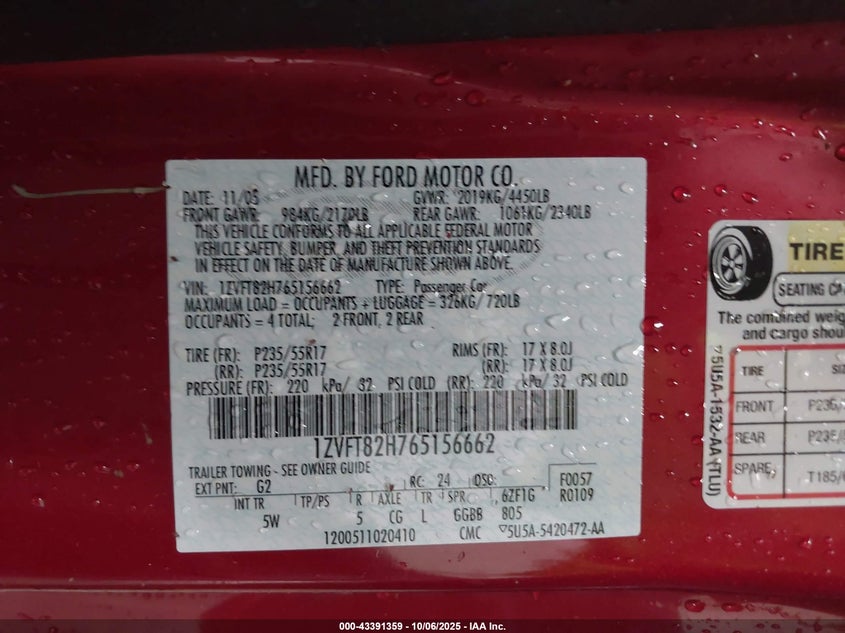 MFD. BY FORD MOTOR CO.
DATE: 11/05 GVWR: 2019KG/4450LB
FRONT GAWR: 984KG/2170LB REAR GAWR: 1061KG/2340LB
THIS VEHICLE CONFORMS TO ALL APPLICABLE FEDERAL MOTOR
VEHICLE SAFETY, BUMPER, AND THEFT PREVENTION STANDARDS
IN EFFECT ON THE DATE OF MANUFACTURE SHOWN ABOVE.
VIN: 1ZVFT82H765156662 TYPE: Passenger Car
MAXIMUM LOAD = OCCUPANTS + LUGGAGE = 326KG/720LB
OCCUPANTS = 4 TOTAL; 2 FRONT, 2 REAR
TIRE (FR): P235/55R17 RIMS (FR): 17 X 8.0J
(RR): P235/55R17 (RR): 17 X 8.0J
PRESSURE (FR): 220 kPa/ 32 PSI COLD (RR): 220 kPa/ 32 PSI COLD
1ZVFT82H765156662
TRAILER TOWING - SEE OWNER GUIDE
EXT PNT: G2 RC: 24 DSO: F0057
R0109
INT TR TP/PS R AXLE TR SPR 6ZF1G
5W 5 CG L GGBB 805
1200511020410 CMC 5U5A-5420472-AA
TIRE
SEATING
The combined
and cargo
TIRE
FRONT
REAR
SPARE
5U5A-1532-AA (TLU)
000-43391359 - 10/06/2025 - IAA Inc.